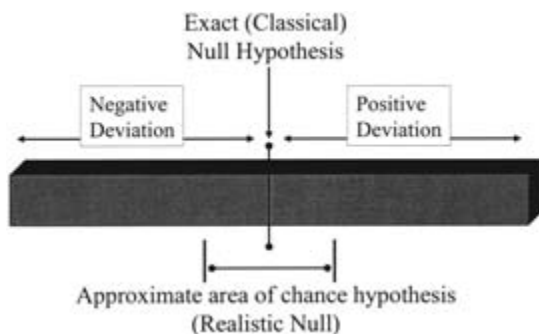 Exact (Classical)
Null Hypothesis
Negative
Deviation
Positive
Deviation
Approximate area of chance hypothesis
(Realistic Null)